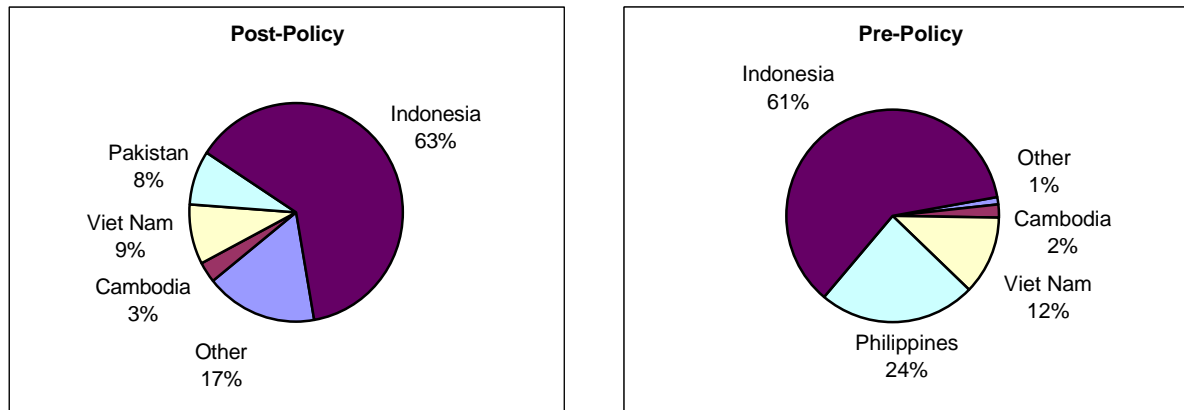 Post-Policy
Indonesia
63%
Pakistan
8%
Viet Nam
9%
Cambodia
3%
Other
17%
Pre-Policy
Indonesia
61%
Other
1%
Cambodia
2%
Viet Nam
12%
Philippines
24%